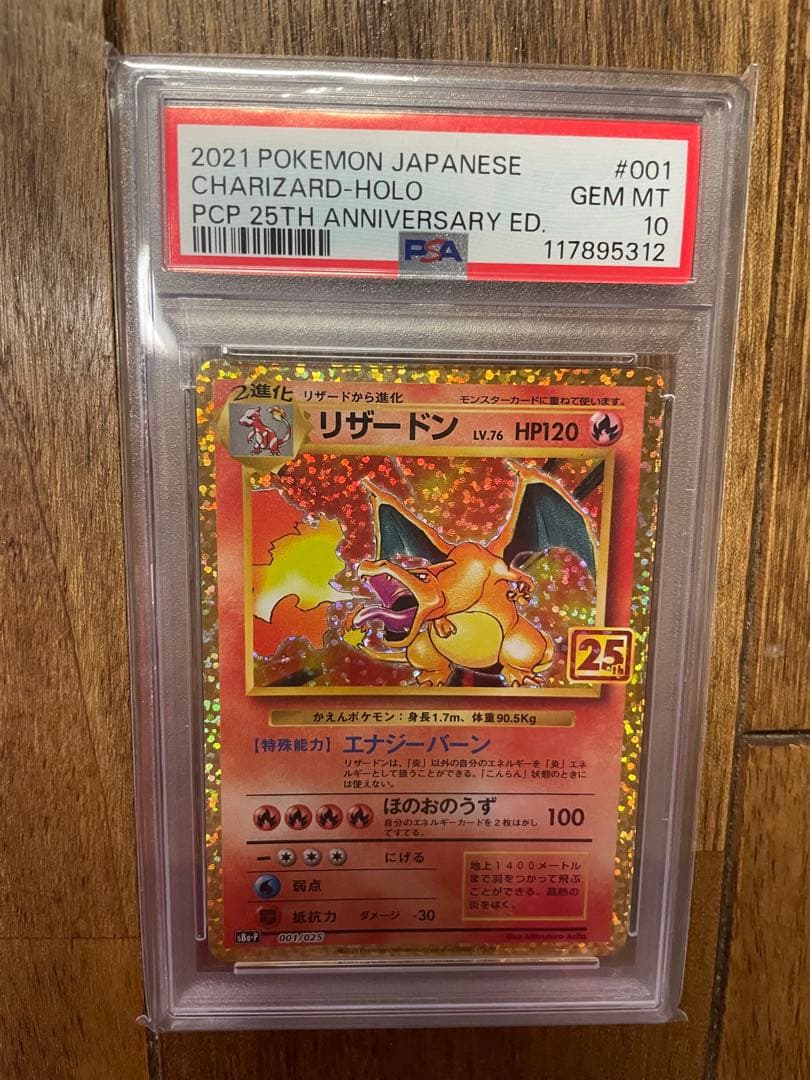 2021 POKEMON JAPANESE #001
CHARIZARD-HOLO GEM MT
PCP 25TH ANNIVERSARY ED. 10
PSA 117895312
2進化 リザードから進化 モンスターカードに重ねて使います。
リザードン LV.76 HP120
25th
かえんポケモン：身長1.7m、体重90.5Kg
【特殊能力】エナジーバーン
リザードンは、「炎」以外の自分のエネルギーを「炎」エネ
ルギーとして扱うことができる。「こんらん」状態のときに
は使えない。
ほのおのうず 100
自分のエネルギーカードを2枚はがし
てすてる。
にげる
弱点
抵抗力 ダメージ -30
地上1400メートル
まで羽をつかって飛ぶ
ことができる。高熱の
炎をはく。
s8a-P 001/025
Illus. Mitsuhiro Arita